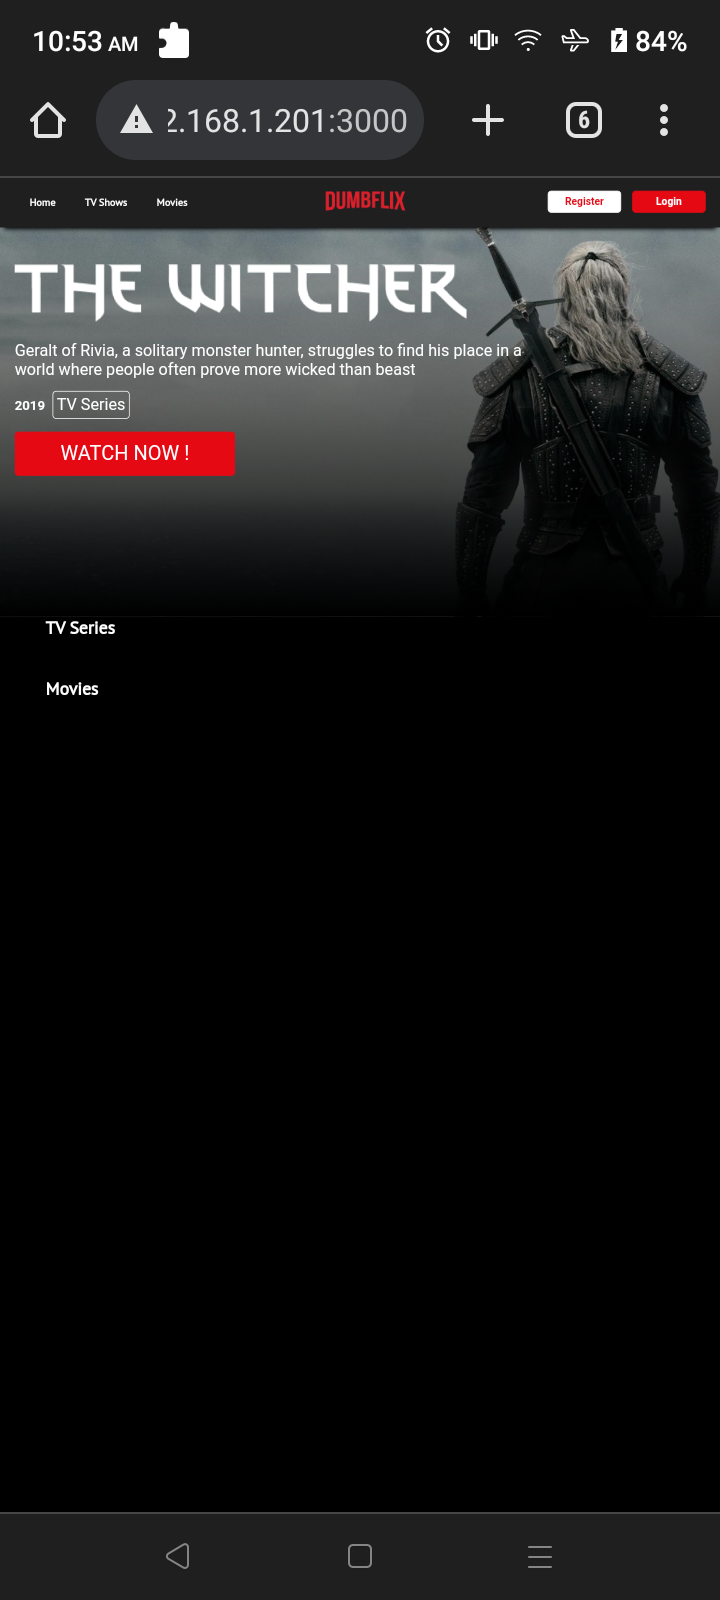 10:53 AM
84%
2.168.1.201:3000
6
Home
TV Shows
Movies
DUMBFLIX
Register
Login
THE WITCHER
Geralt of Rivia, a solitary monster hunter, struggles to find his place in a
world where people often prove more wicked than beast
2019 TV Series
WATCH NOW !
TV Series
Movies